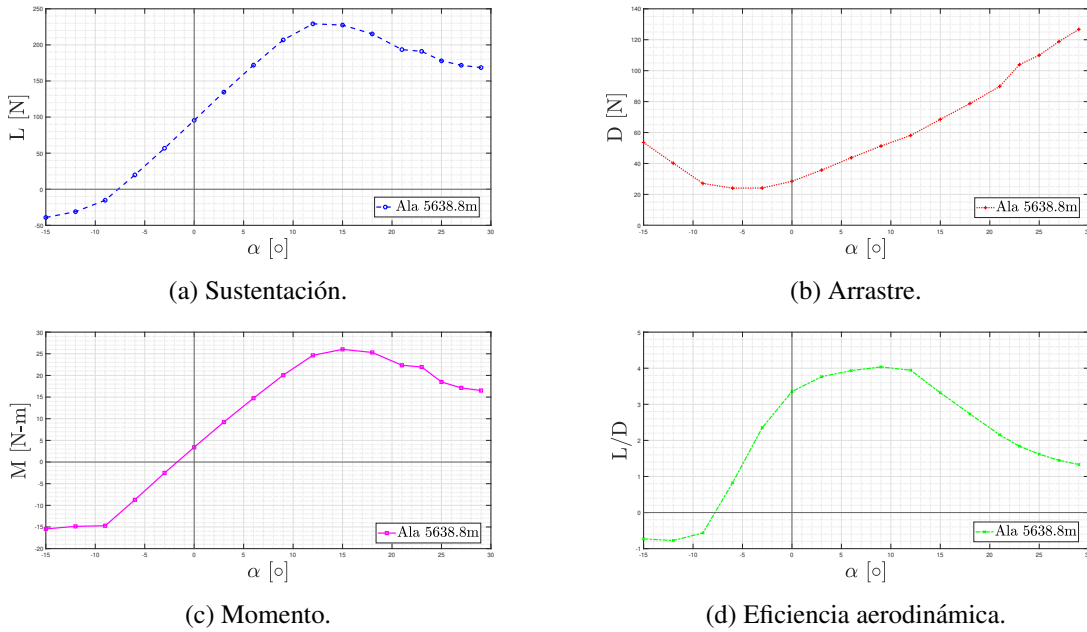 250
200
150
100
50
0
-50
L [N]
-15 -10 -5 0 5 10 15 20 25 30
α [○]
Ala 5638.8m
(a) Sustentación.
140
120
100
80
60
40
20
0
D [N]
-15 -10 -5 0 5 10 15 20 25 30
α [○]
Ala 5638.8m
(b) Arrastre.
30
25
20
15
10
5
0
-5
-10
-15
-20
M [N-m]
-15 -10 -5 0 5 10 15 20 25 30
α [○]
Ala 5638.8m
(c) Momento.
5
4
3
2
1
0
-1
L/D
-15 -10 -5 0 5 10 15 20 25 30
α [○]
Ala 5638.8m
(d) Eficiencia aerodinámica.